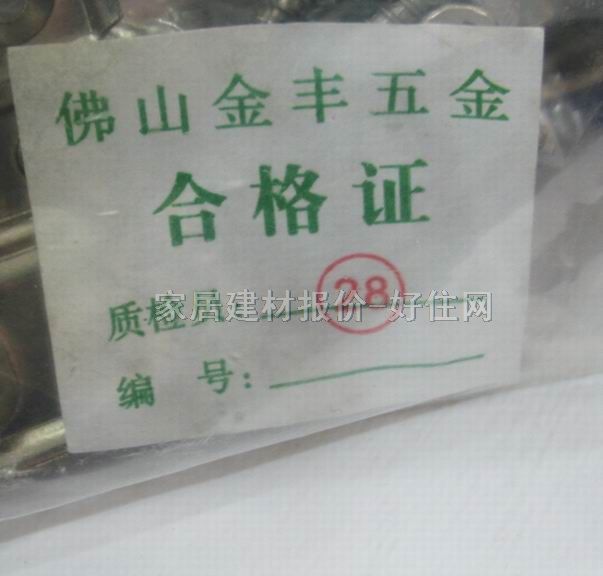 佛山金丰五金
合格证
质检员: 28
家居建材报价-好住网
编 号: